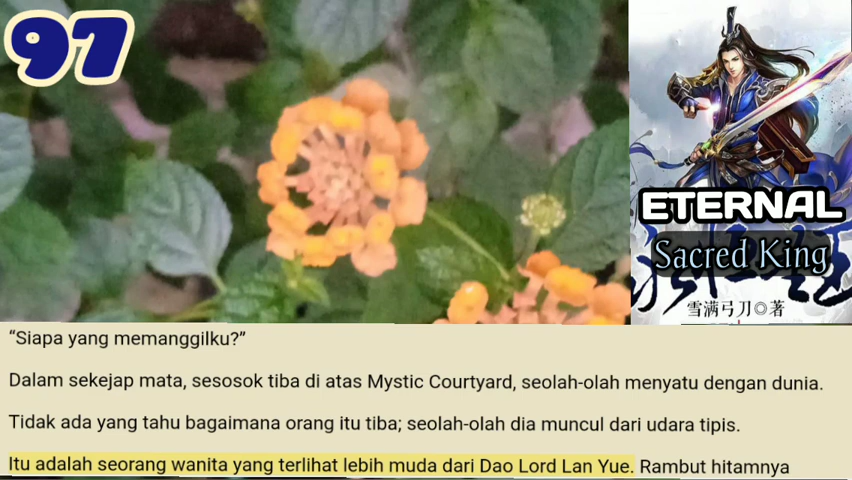 97
ETERNAL
Sacred King
雪满弓刀◎著
“Siapa yang memanggilku?”
Dalam sekejap mata, sesosok tiba di atas Mystic Courtyard, seolah-olah menyatu dengan dunia.
Tidak ada yang tahu bagaimana orang itu tiba; seolah-olah dia muncul dari udara tipis.
Itu adalah seorang wanita yang terlihat lebih muda dari Dao Lord Lan Yue. Rambut hitamnya